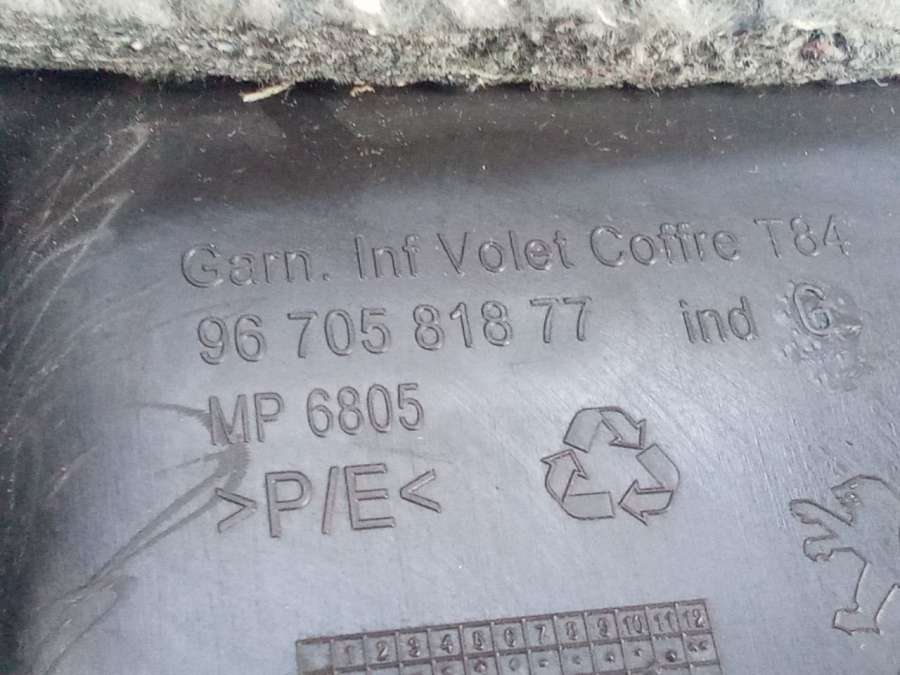 Garn. Inf Volet Coffre T84
96 705 818 77 ind G
MP 6805
>P/E<
1 2 3 4 5 6 7 8 9 10 11 12